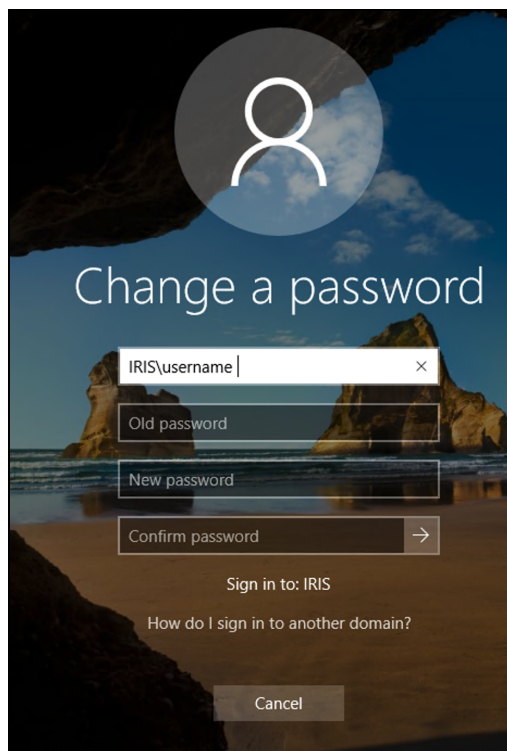 Change a password
IRIS\username
Old password
New password
Confirm password
Sign in to: IRIS
How do I sign in to another domain?
Cancel